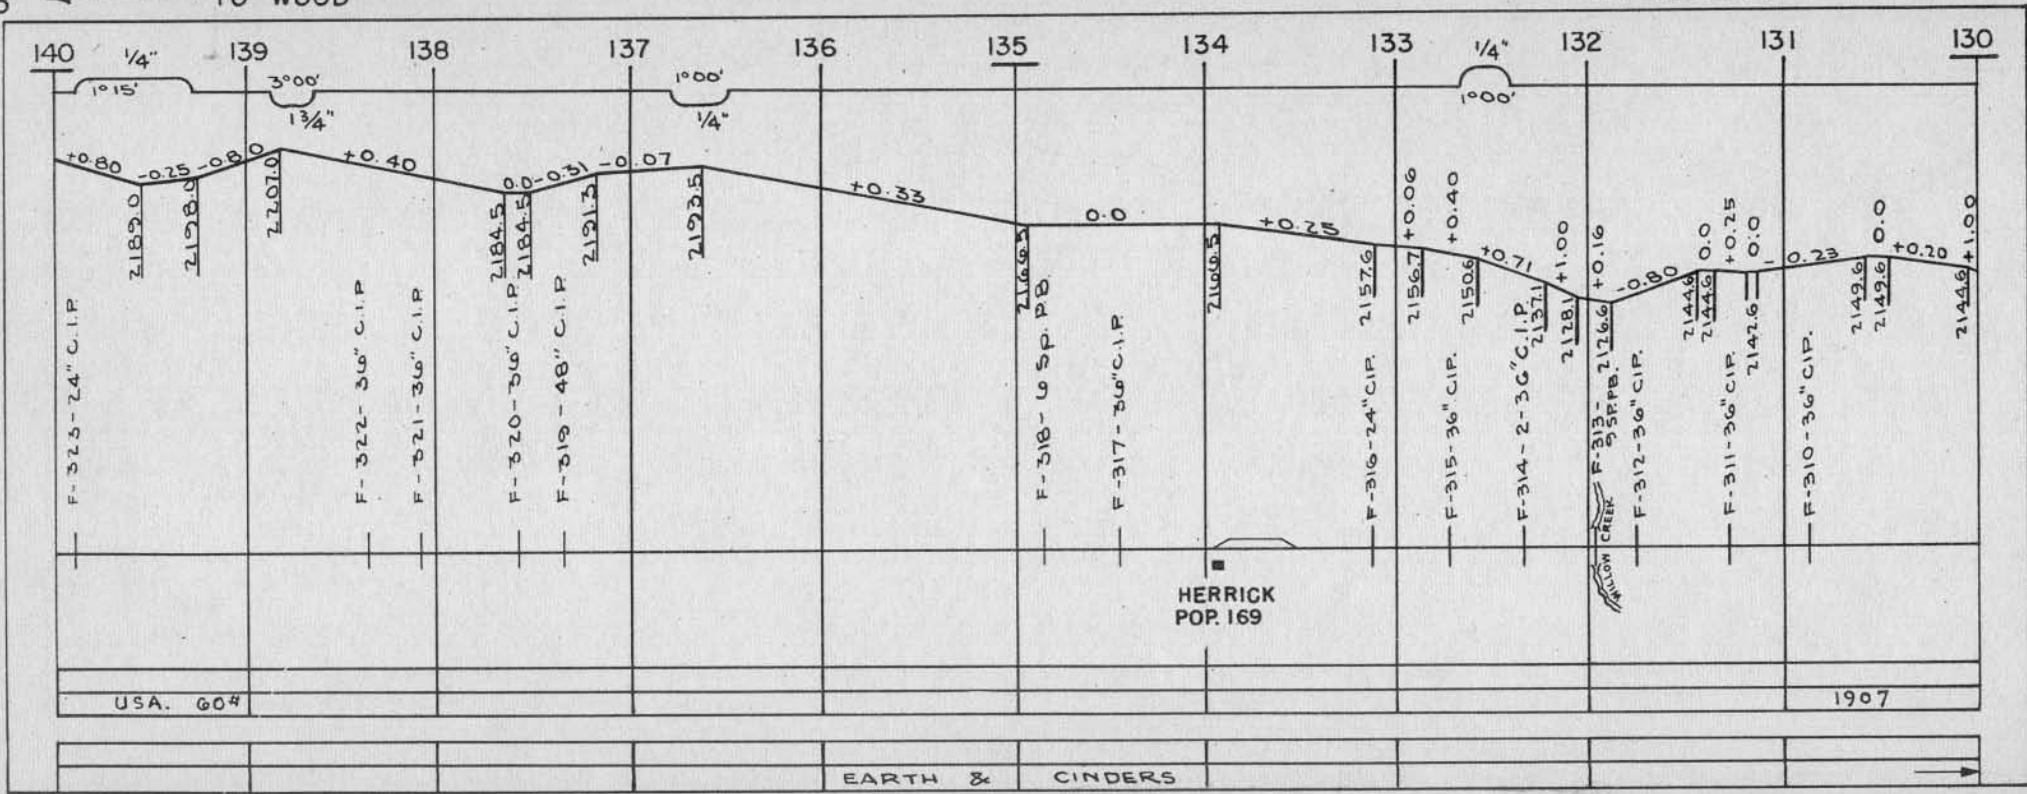 TO WOOD
140 139 138 137 136 135 134 133 132 131 130
1/4" 1/4"
1°15' 3°00' 1°00' 1°00'
1 3/4" 1/4"
+0.80 -0.25 -0.80 +0.40 0.0 -0.31 -0.07 +0.33 0.0 +0.25 +0.06 +0.40 +0.71 +1.00 +0.16 -0.80 0.0 +0.25 0.0 -0.23 0.0 +0.20 +1.00
2189.0 2198.0 2207.0 2184.5 2184.5 2191.3 2193.5 2166.5 2166.5 2157.6 2156.7 2150.6 2137.1 2128.1 2126.6 2144.6 2144.6 2142.6 2149.6 2149.6 2144.6
F-323-24" C.I.P.
F-322-36" C.I.P
F-321-36" C.I.P.
F-320-36" C.I.P.
F-319-48" C.I.P.
F-318-6 SP. P.B
F-317-36" C.I.P.
F-316-24" CIP.
F-315-36" CIP.
F-314-2-36" C.I.P.
F-313-
9 SP. P.B.
F-312-36" CIP.
F-311-36" CIP.
F-310-36" CIP.
WILLOW CREEK
HERRICK
POP. 169
USA. 60# 1907
EARTH & CINDERS